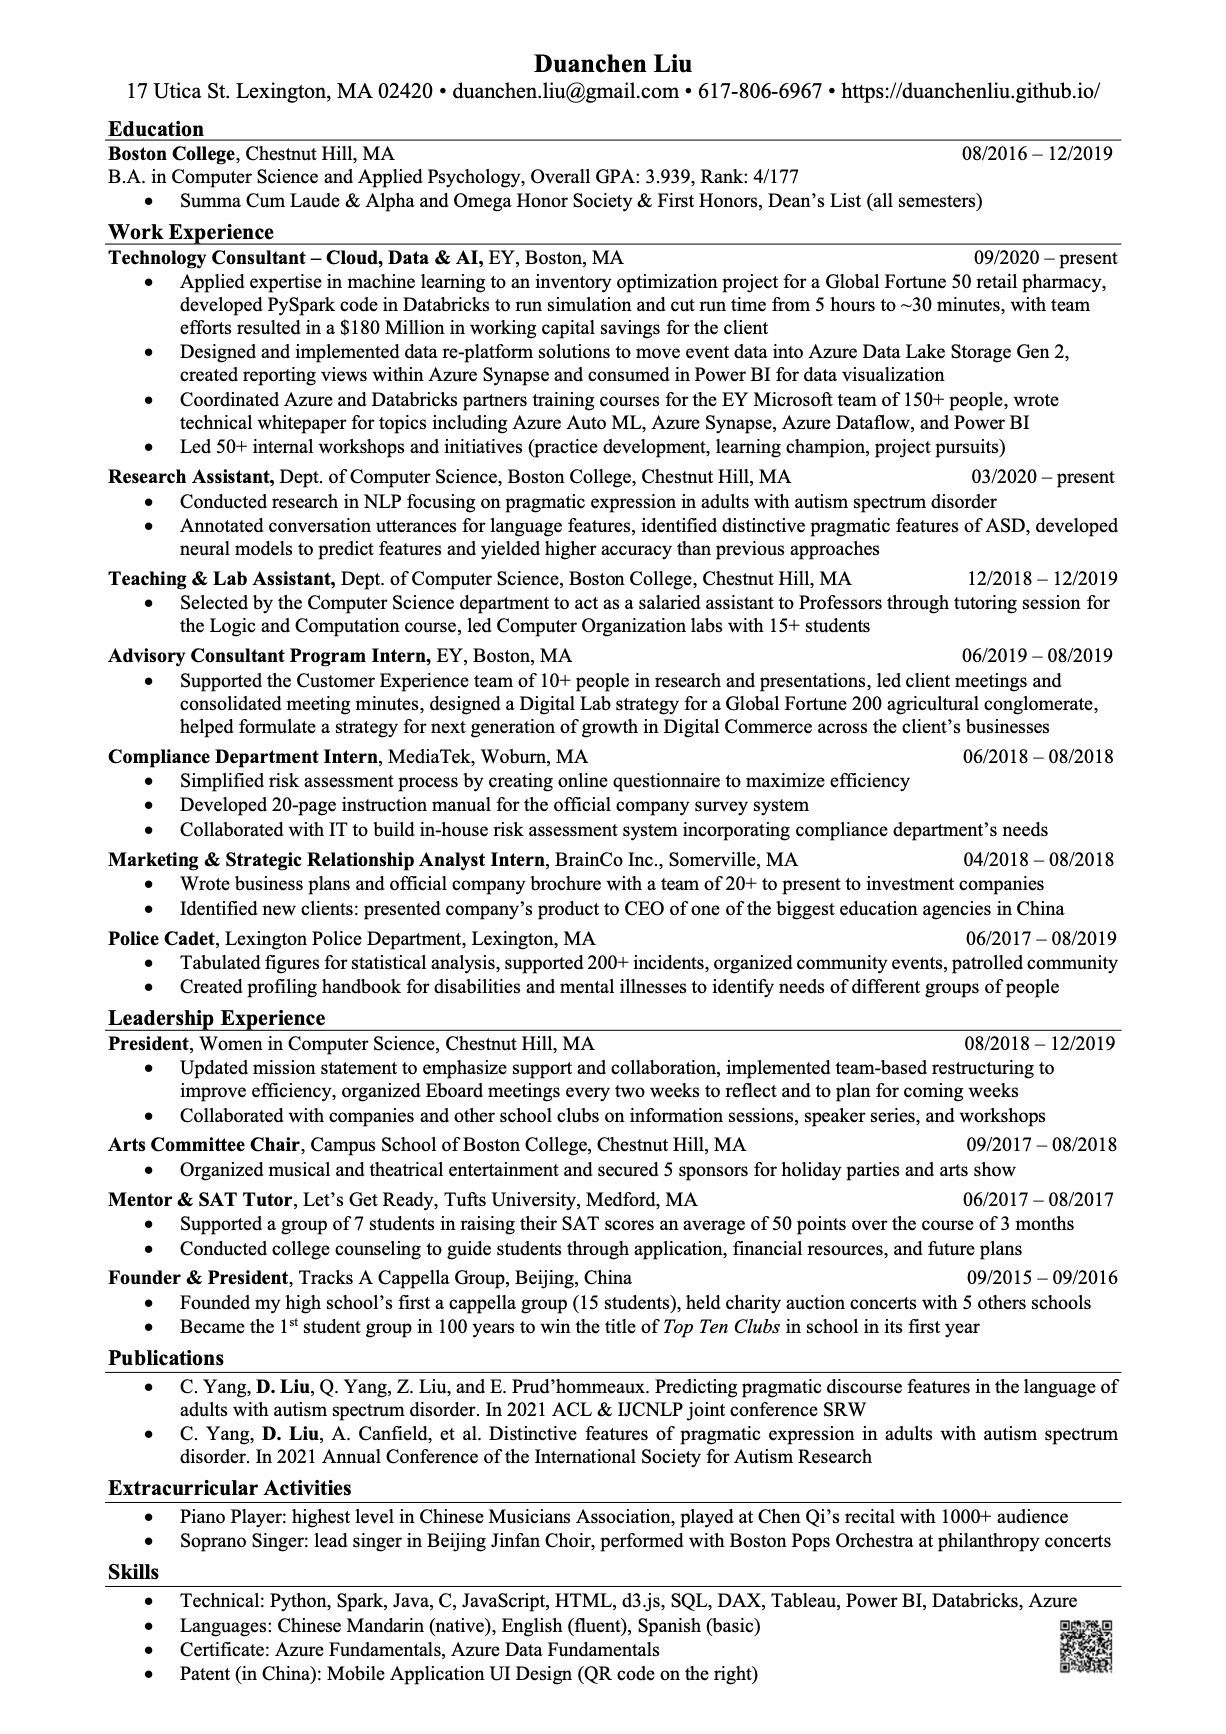 Duanchen Liu
17 Utica St. Lexington, MA 02420 • duanchen.liu@gmail.com • 617-806-6967 • https://duanchenliu.github.io/
Education
Boston College, Chestnut Hill, MA 08/2016 – 12/2019
B.A. in Computer Science and Applied Psychology, Overall GPA: 3.939, Rank: 4/177
• Summa Cum Laude & Alpha and Omega Honor Society & First Honors, Dean’s List (all semesters)
Work Experience
Technology Consultant – Cloud, Data & AI, EY, Boston, MA 09/2020 – present
• Applied expertise in machine learning to an inventory optimization project for a Global Fortune 50 retail pharmacy,
developed PySpark code in Databricks to run simulation and cut run time from 5 hours to ~30 minutes, with team
efforts resulted in a $180 Million in working capital savings for the client
• Designed and implemented data re-platform solutions to move event data into Azure Data Lake Storage Gen 2,
created reporting views within Azure Synapse and consumed in Power BI for data visualization
• Coordinated Azure and Databricks partners training courses for the EY Microsoft team of 150+ people, wrote
technical whitepaper for topics including Azure Auto ML, Azure Synapse, Azure Dataflow, and Power BI
• Led 50+ internal workshops and initiatives (practice development, learning champion, project pursuits)
Research Assistant, Dept. of Computer Science, Boston College, Chestnut Hill, MA 03/2020 – present
• Conducted research in NLP focusing on pragmatic expression in adults with autism spectrum disorder
• Annotated conversation utterances for language features, identified distinctive pragmatic features of ASD, developed
neural models to predict features and yielded higher accuracy than previous approaches
Teaching & Lab Assistant, Dept. of Computer Science, Boston College, Chestnut Hill, MA 12/2018 – 12/2019
• Selected by the Computer Science department to act as a salaried assistant to Professors through tutoring session for
the Logic and Computation course, led Computer Organization labs with 15+ students
Advisory Consultant Program Intern, EY, Boston, MA 06/2019 – 08/2019
• Supported the Customer Experience team of 10+ people in research and presentations, led client meetings and
consolidated meeting minutes, designed a Digital Lab strategy for a Global Fortune 200 agricultural conglomerate,
helped formulate a strategy for next generation of growth in Digital Commerce across the client’s businesses
Compliance Department Intern, MediaTek, Woburn, MA 06/2018 – 08/2018
• Simplified risk assessment process by creating online questionnaire to maximize efficiency
• Developed 20-page instruction manual for the official company survey system
• Collaborated with IT to build in-house risk assessment system incorporating compliance department’s needs
Marketing & Strategic Relationship Analyst Intern, BrainCo Inc., Somerville, MA 04/2018 – 08/2018
• Wrote business plans and official company brochure with a team of 20+ to present to investment companies
• Identified new clients: presented company’s product to CEO of one of the biggest education agencies in China
Police Cadet, Lexington Police Department, Lexington, MA 06/2017 – 08/2019
• Tabulated figures for statistical analysis, supported 200+ incidents, organized community events, patrolled community
• Created profiling handbook for disabilities and mental illnesses to identify needs of different groups of people
Leadership Experience
President, Women in Computer Science, Chestnut Hill, MA 08/2018 – 12/2019
• Updated mission statement to emphasize support and collaboration, implemented team-based restructuring to
improve efficiency, organized Eboard meetings every two weeks to reflect and to plan for coming weeks
• Collaborated with companies and other school clubs on information sessions, speaker series, and workshops
Arts Committee Chair, Campus School of Boston College, Chestnut Hill, MA 09/2017 – 08/2018
• Organized musical and theatrical entertainment and secured 5 sponsors for holiday parties and arts show
Mentor & SAT Tutor, Let’s Get Ready, Tufts University, Medford, MA 06/2017 – 08/2017
• Supported a group of 7 students in raising their SAT scores an average of 50 points over the course of 3 months
• Conducted college counseling to guide students through application, financial resources, and future plans
Founder & President, Tracks A Cappella Group, Beijing, China 09/2015 – 09/2016
• Founded my high school’s first a cappella group (15 students), held charity auction concerts with 5 others schools
• Became the 1st student group in 100 years to win the title of Top Ten Clubs in school in its first year
Publications
• C. Yang, D. Liu, Q. Yang, Z. Liu, and E. Prud’hommeaux. Predicting pragmatic discourse features in the language of
adults with autism spectrum disorder. In 2021 ACL & IJCNLP joint conference SRW
• C. Yang, D. Liu, A. Canfield, et al. Distinctive features of pragmatic expression in adults with autism spectrum
disorder. In 2021 Annual Conference of the International Society for Autism Research
Extracurricular Activities
• Piano Player: highest level in Chinese Musicians Association, played at Chen Qi’s recital with 1000+ audience
• Soprano Singer: lead singer in Beijing Jinfan Choir, performed with Boston Pops Orchestra at philanthropy concerts
Skills
• Technical: Python, Spark, Java, C, JavaScript, HTML, d3.js, SQL, DAX, Tableau, Power BI, Databricks, Azure
• Languages: Chinese Mandarin (native), English (fluent), Spanish (basic)
• Certificate: Azure Fundamentals, Azure Data Fundamentals
• Patent (in China): Mobile Application UI Design (QR code on the right)